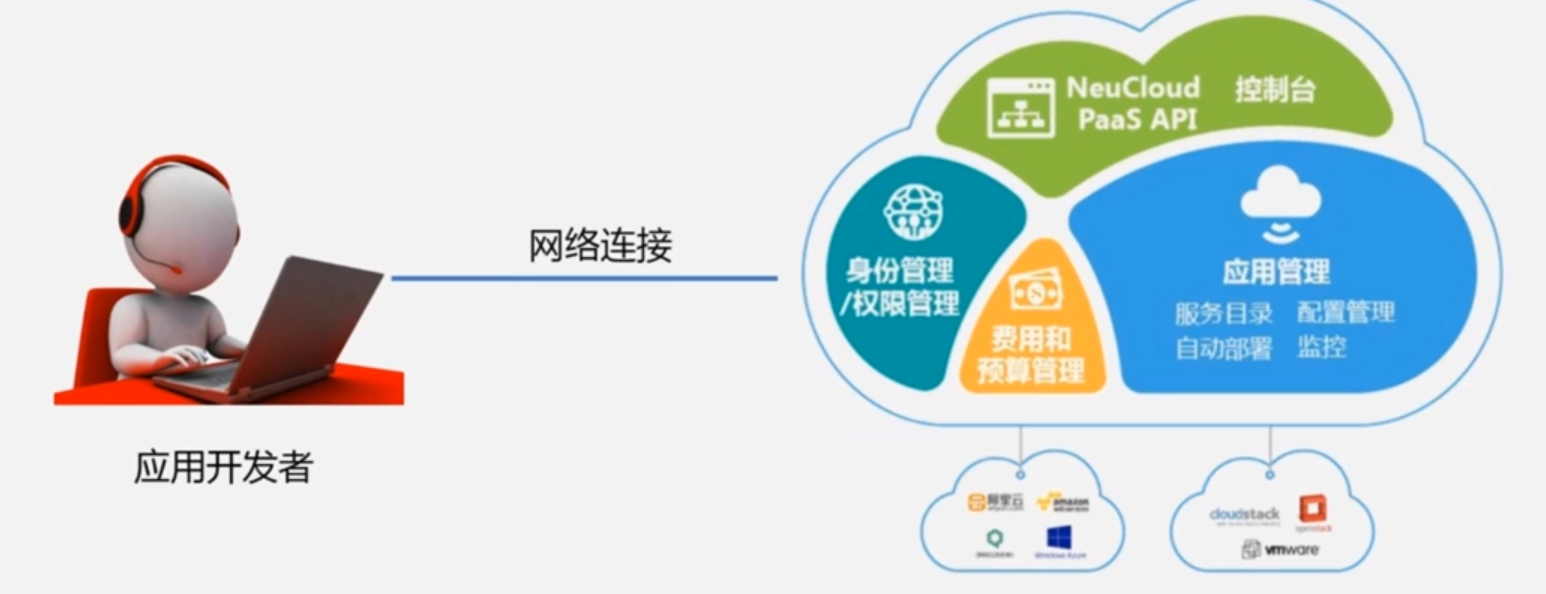 NeuCloud 控制台
PaaS API
网络连接
身份管理
/权限管理
应用管理
服务目录 配置管理
自动部署 监控
费用和
预算管理
应用开发者
阿里云
amazon
webservices
Windows Azure
cloudstack
openstack
vmware